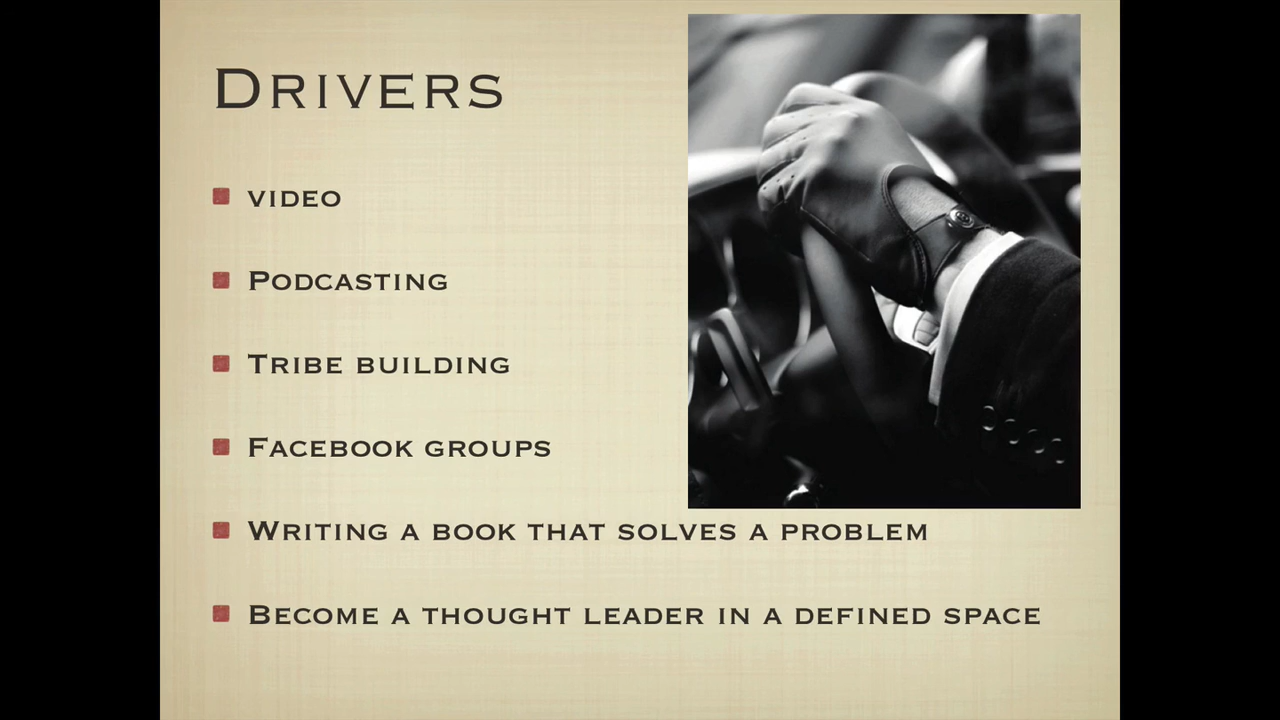 Drivers
video
Podcasting
Tribe building
Facebook groups
Writing a book that solves a problem
Become a thought leader in a defined space